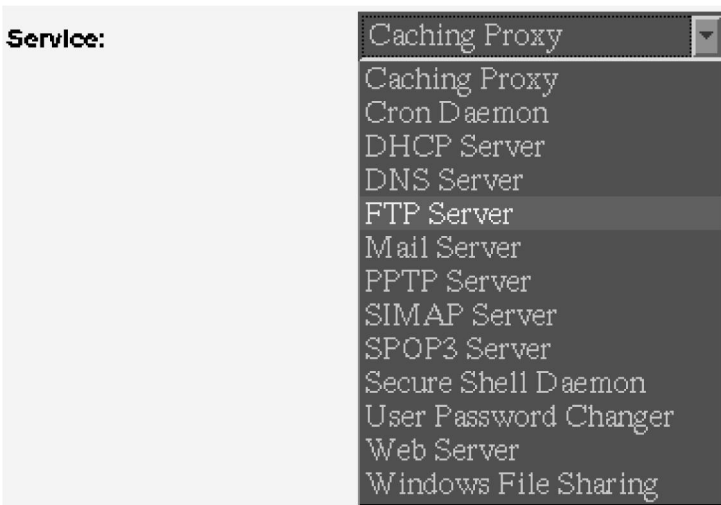 Service:
Caching Proxy
Caching Proxy
Cron Daemon
DHCP Server
DNS Server
FTP Server
Mail Server
PPTP Server
SIMAP Server
SPOP3 Server
Secure Shell Daemon
User Password Changer
Web Server
Windows File Sharing